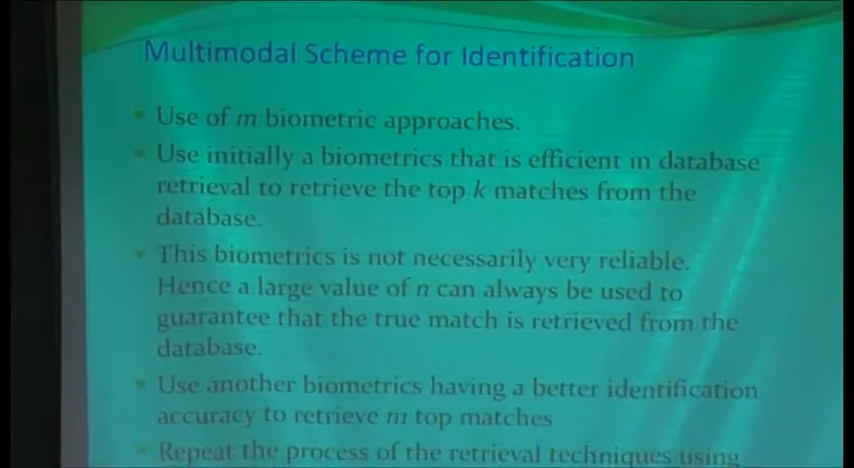 Multimodal Scheme for Identification
Use of m biometric approaches.
Use initially a biometrics that is efficient in database
retrieval to retrieve the top k matches from the
database.
This biometrics is not necessarily very reliable.
Hence a large value of n can always be used to
guarantee that the true match is retrieved from the
database.
Use another biometrics having a better identification
accuracy to retrieve m top matches
Repeat the process of the retrieval techniques using